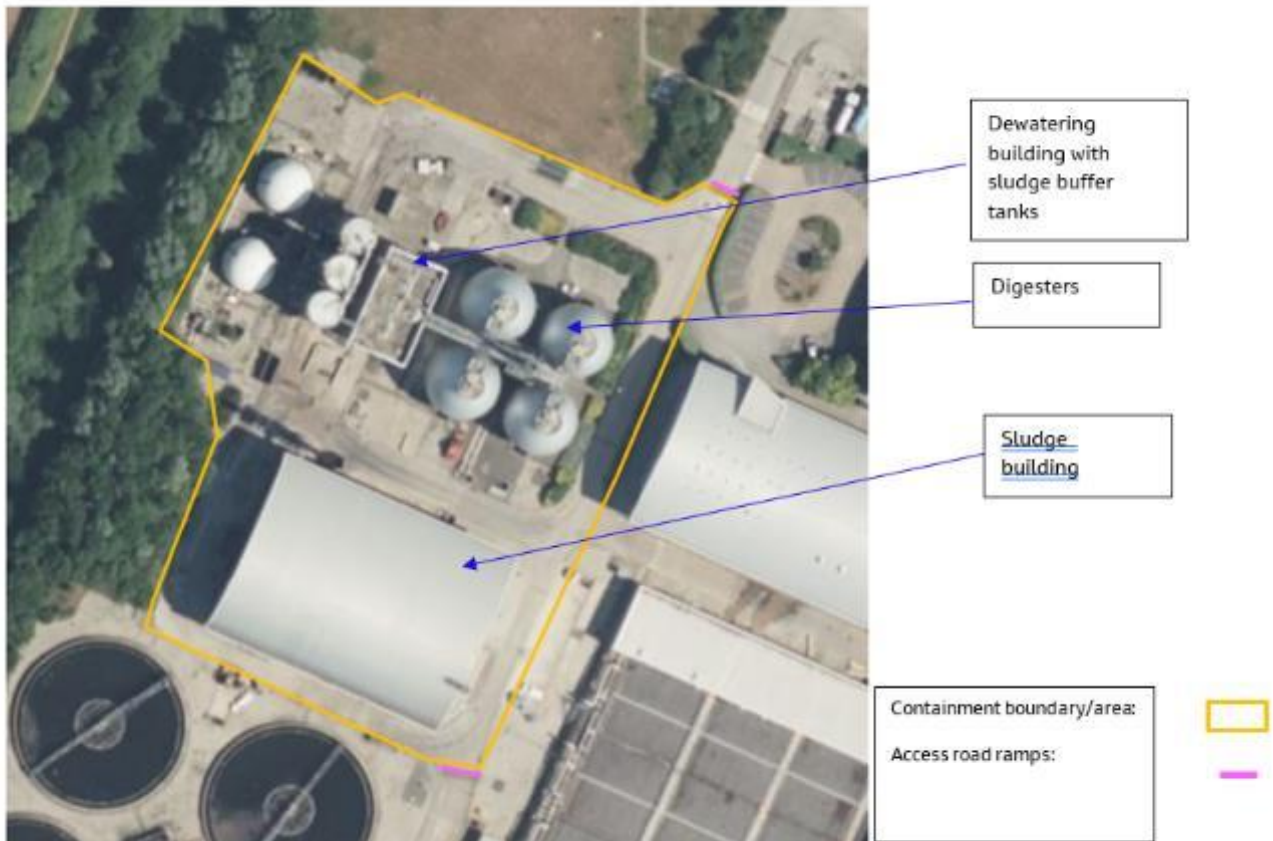 Dewatering
building with
sludge buffer
tanks
Digesters
Sludge
building
Containment boundary/area:
Access road ramps: